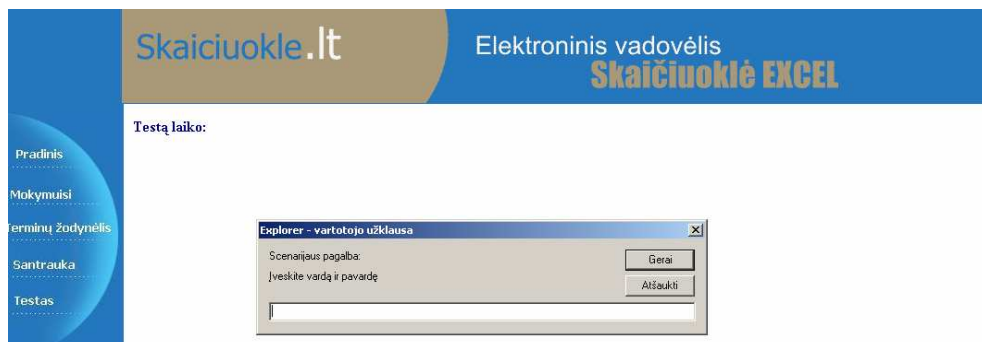 Skaiciuokle.lt
Elektroninis vadovėlis
Skaičiuoklė EXCEL
Testą laiko:
Pradinis
Mokymuisi
Terminų žodynėlis
Santrauka
Testas
Explorer - vartotojo užklausa
Scenarijaus pagalba:
Įveskite vardą ir pavardę
Gerai
Atšaukti